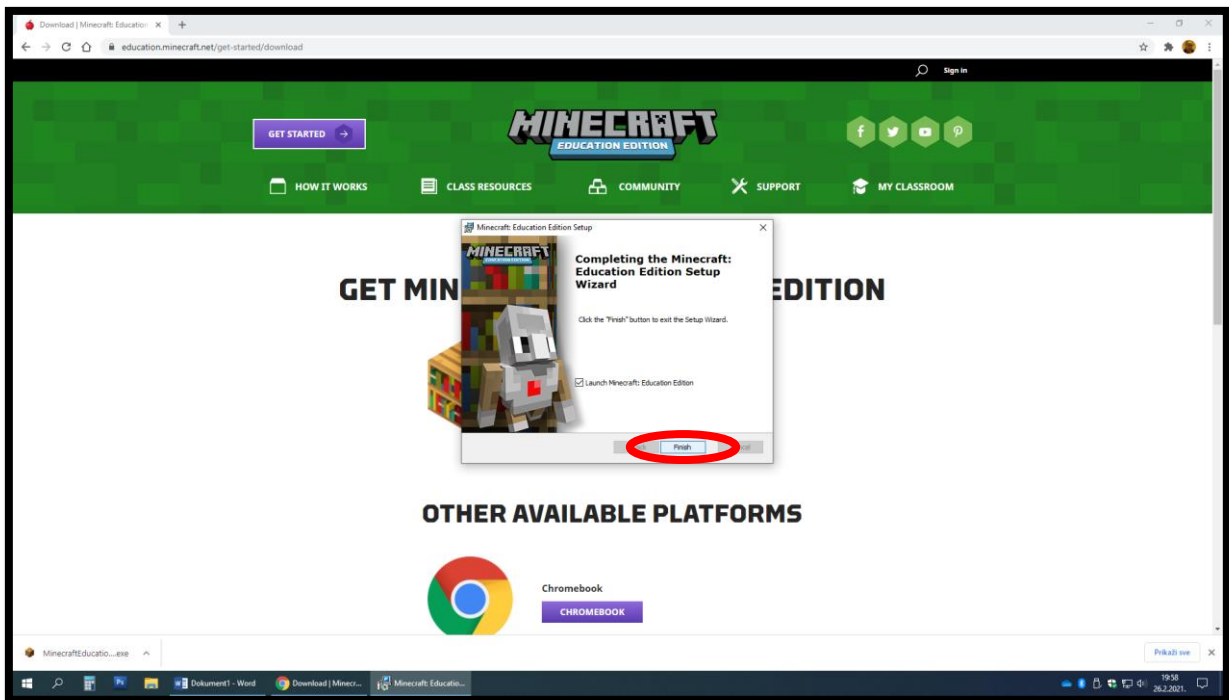 Download | Minecraft: Education
education.minecraft.net/get-started/download
Sign in
GET STARTED
MINECRAFT
EDUCATION EDITION
HOW IT WORKS
CLASS RESOURCES
COMMUNITY
SUPPORT
MY CLASSROOM
Minecraft: Education Edition Setup
MINECRAFT
Completing the Minecraft:
Education Edition Setup
Wizard
GET MIN
EDITION
Click the "Finish" button to exit the Setup Wizard.
Launch Minecraft: Education Edition
Finish
OTHER AVAILABLE PLATFORMS
Chromebook
CHROMEBOOK
MinecraftEducatio....exe
Prikaži sve
Dokument1 - Word
Download | Minecr...
Minecraft: Educatio...
19:58
26.2.2021.